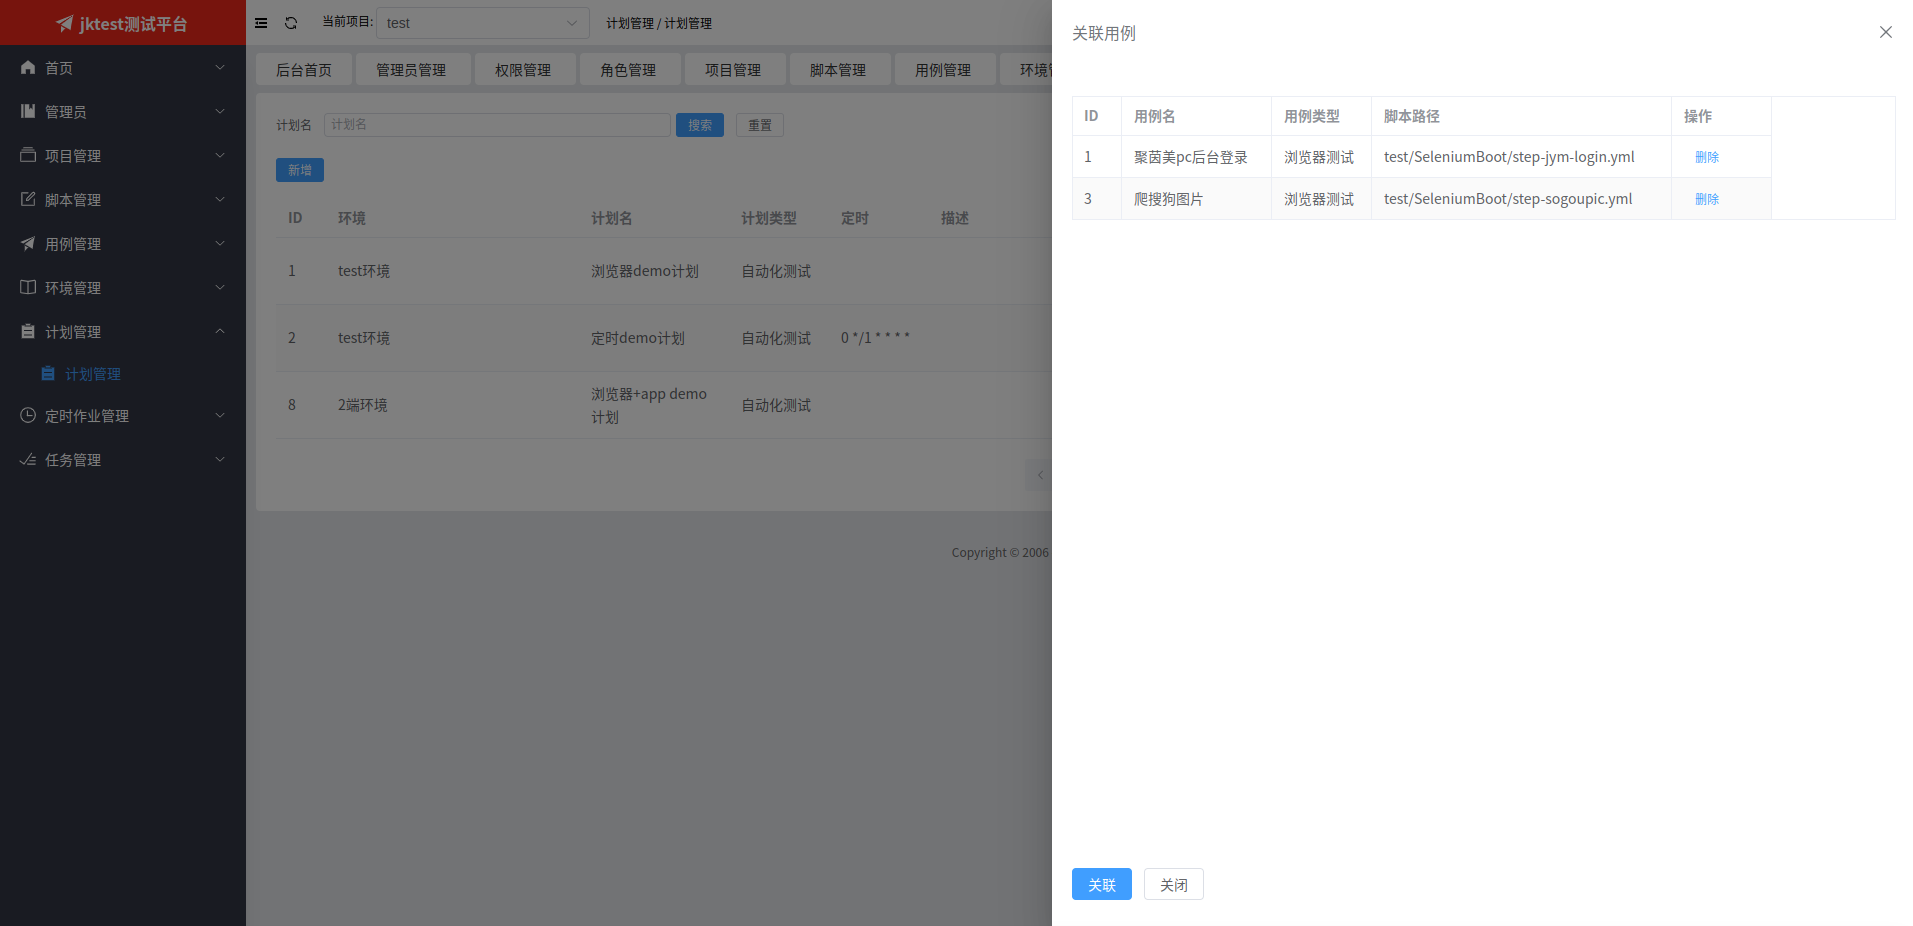 jktest测试平台
首页
管理员
项目管理
脚本管理
用例管理
环境管理
计划管理
计划管理
定时作业管理
任务管理
当前项目: test 计划管理 / 计划管理
后台首页 管理员管理 权限管理 角色管理 项目管理 脚本管理 用例管理 环境
计划名 计划名 搜索 重置
新增
ID 环境 计划名 计划类型 定时 描述
1 test环境 浏览器demo计划 自动化测试
2 test环境 定时demo计划 自动化测试 0 */1 * * * *
8 2端环境 浏览器+app demo计划 自动化测试
Copyright © 2006
关联用例
ID 用例名 用例类型 脚本路径 操作
1 聚茵美pc后台登录 浏览器测试 test/SeleniumBoot/step-jym-login.yml 删除
3 爬搜狗图片 浏览器测试 test/SeleniumBoot/step-sogoupic.yml 删除
关联 关闭